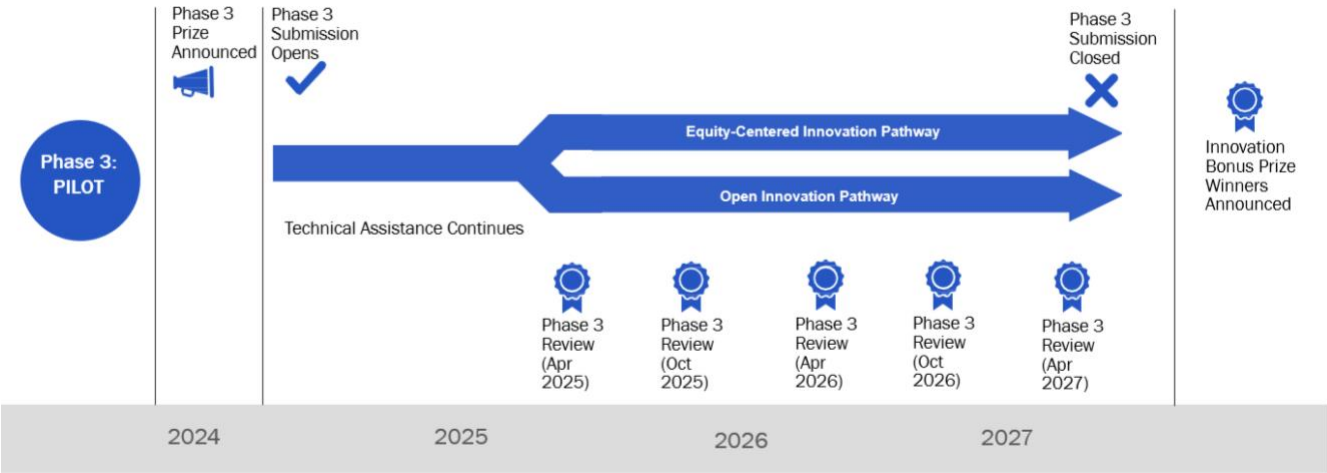 Phase 3
Prize
Announced
Phase 3
Submission
Opens
Phase 3
Submission
Closed
Phase 3:
PILOT
Equity-Centered Innovation Pathway
Open Innovation Pathway
Innovation
Bonus Prize
Winners
Announced
Technical Assistance Continues
Phase 3
Review
(Apr
2025)
Phase 3
Review
(Oct
2025)
Phase 3
Review
(Apr
2026)
Phase 3
Review
(Oct
2026)
Phase 3
Review
(Apr
2027)
2024
2025
2026
2027